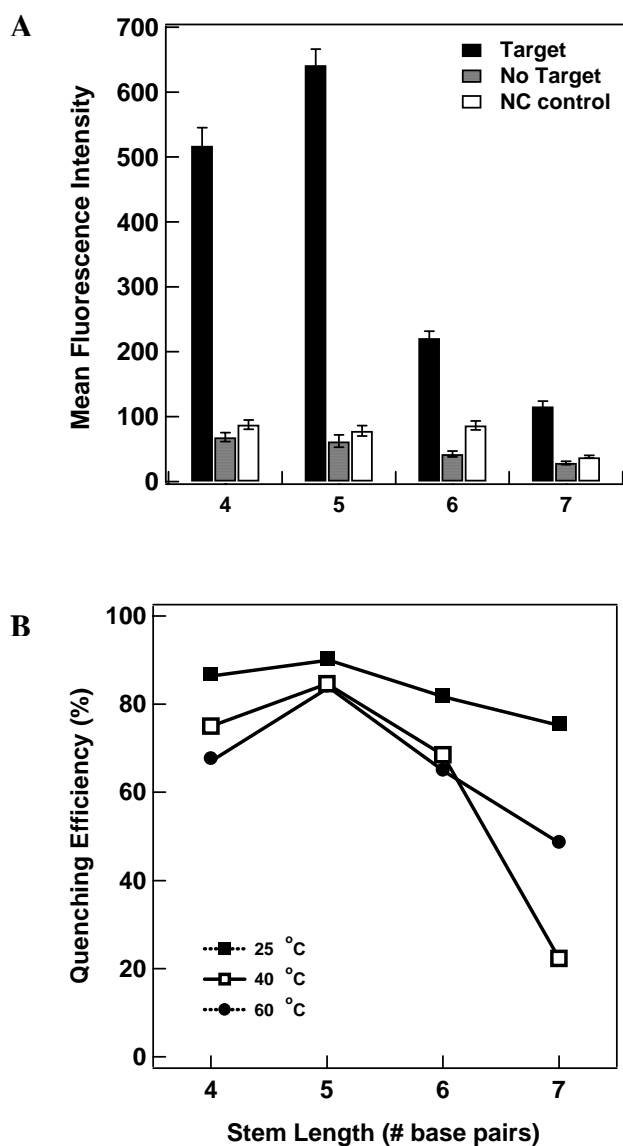 A
Mean Fluorescence Intensity
700
600
500
400
300
200
100
0
Target
No Target
NC control
4 5 6 7
B
Quenching Efficiency (%)
100
80
60
40
20
0
25 °C
40 °C
60 °C
4 5 6 7
Stem Length (# base pairs)